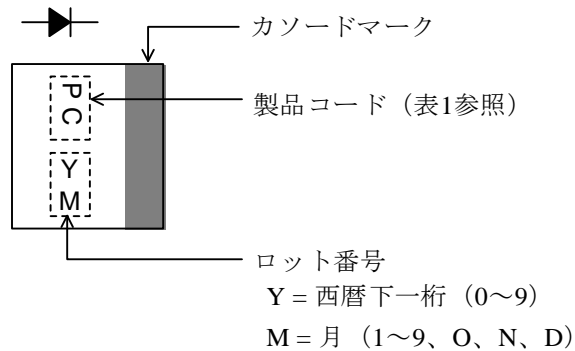 カソードマーク
PC
製品コード（表1参照）
Y
M
ロット番号
Y = 西暦下一桁（0～9）
M = 月（1～9、O、N、D）